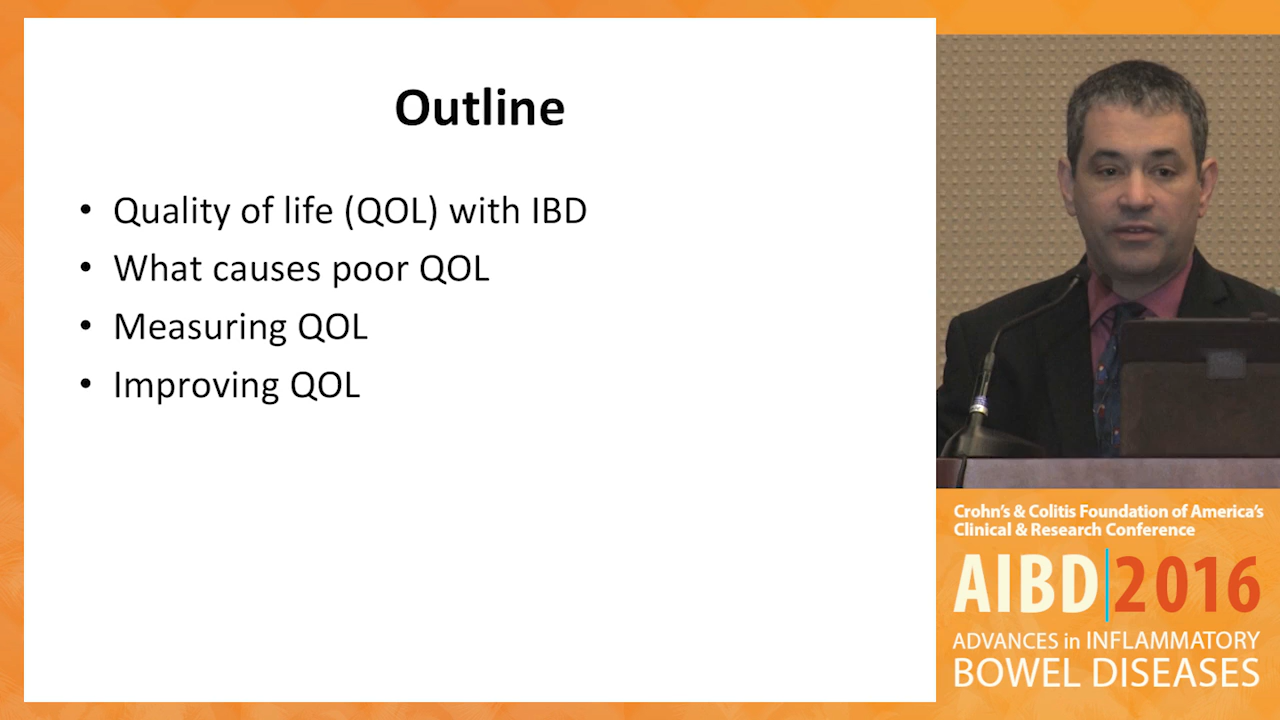 Outline
• Quality of life (QOL) with IBD
• What causes poor QOL
• Measuring QOL
• Improving QOL
Crohn's & Colitis Foundation of America's
Clinical & Research Conference
AIBD|2016
ADVANCES in INFLAMMATORY
BOWEL DISEASES